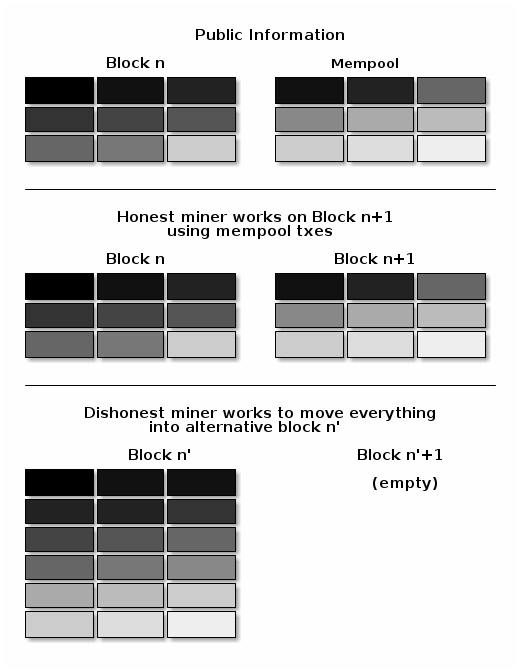 Public Information
Block n
Mempool
Honest miner works on Block n+1
using mempool txes
Block n
Block n+1
Dishonest miner works to move everything
into alternative block n'
Block n'
Block n'+1
(empty)